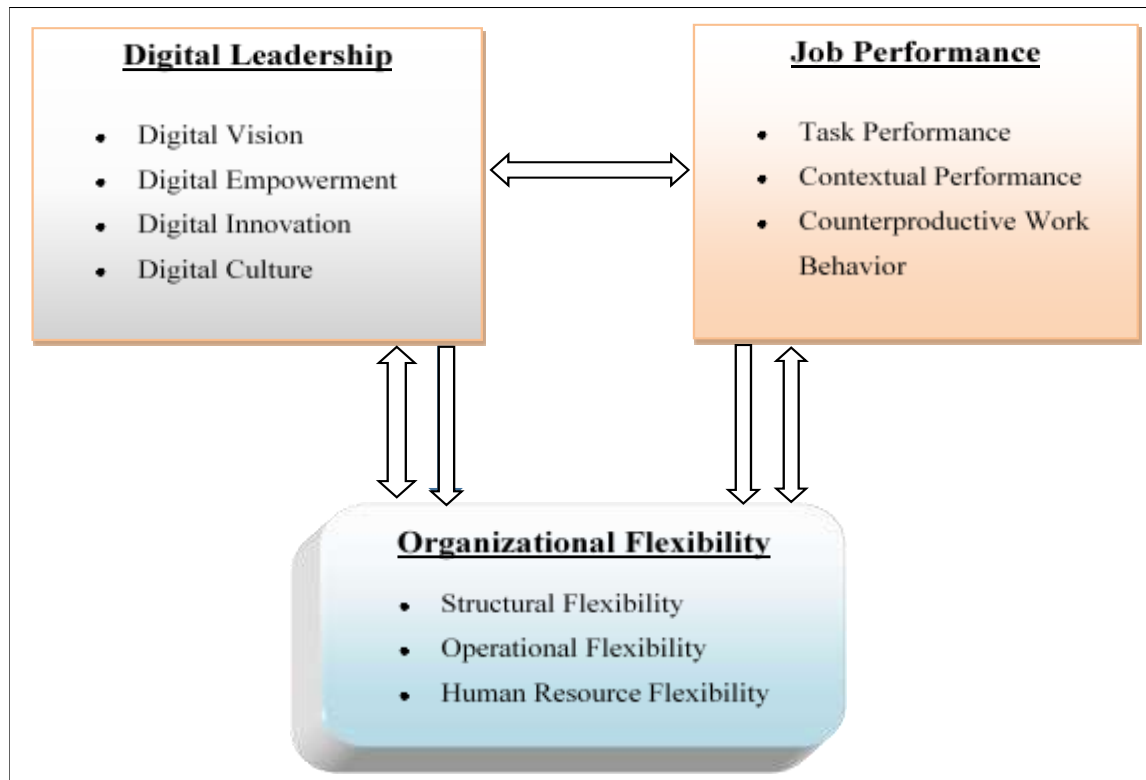 Digital Leadership
• Digital Vision
• Digital Empowerment
• Digital Innovation
• Digital Culture
Job Performance
• Task Performance
• Contextual Performance
• Counterproductive Work
Behavior
Organizational Flexibility
• Structural Flexibility
• Operational Flexibility
• Human Resource Flexibility